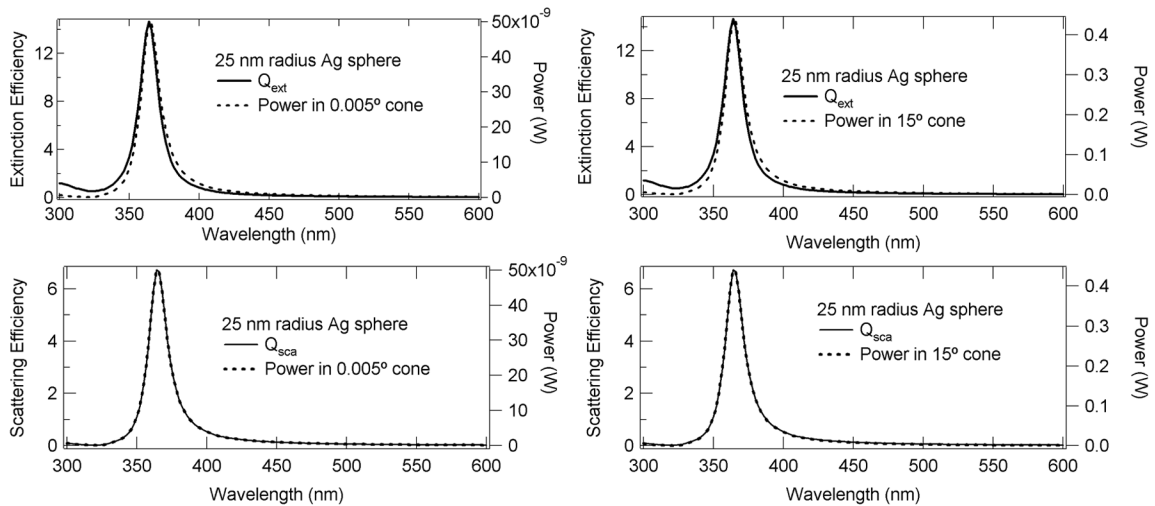 50x10-9
12
8
4
0
Extinction Efficiency
25 nm radius Ag sphere
Qext
Power in 0.005º cone
40
30
20
10
0
Power (W)
300 350 400 450 500 550 600
Wavelength (nm)
12
8
4
0
Extinction Efficiency
25 nm radius Ag sphere
Qext
Power in 15º cone
0.4
0.3
0.2
0.1
0.0
Power (W)
300 350 400 450 500 550 600
Wavelength (nm)
6
4
2
0
Scattering Efficiency
25 nm radius Ag sphere
Qsca
Power in 0.005º cone
50x10-9
40
30
20
10
0
Power (W)
300 350 400 450 500 550 600
Wavelength (nm)
6
4
2
0
Scattering Efficiency
25 nm radius Ag sphere
Qsca
Power in 15º cone
0.4
0.3
0.2
0.1
0.0
Power (W)
300 350 400 450 500 550 600
Wavelength (nm)